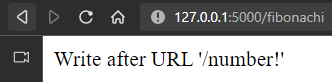 127.0.0.1:5000/fibonachi
Write after URL '/number!'